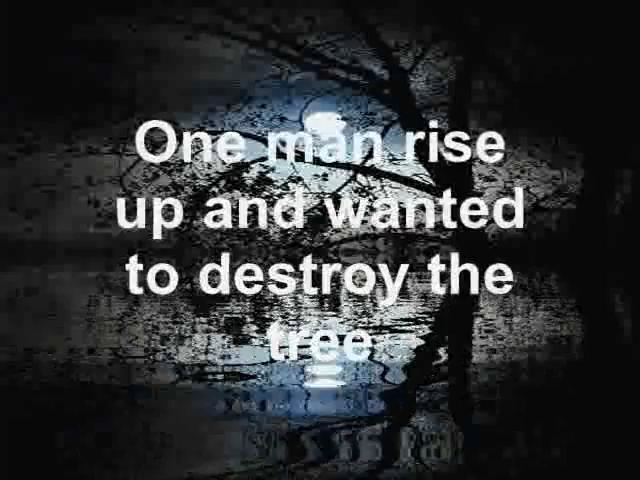 One man rise
up and wanted
to destroy the
tree